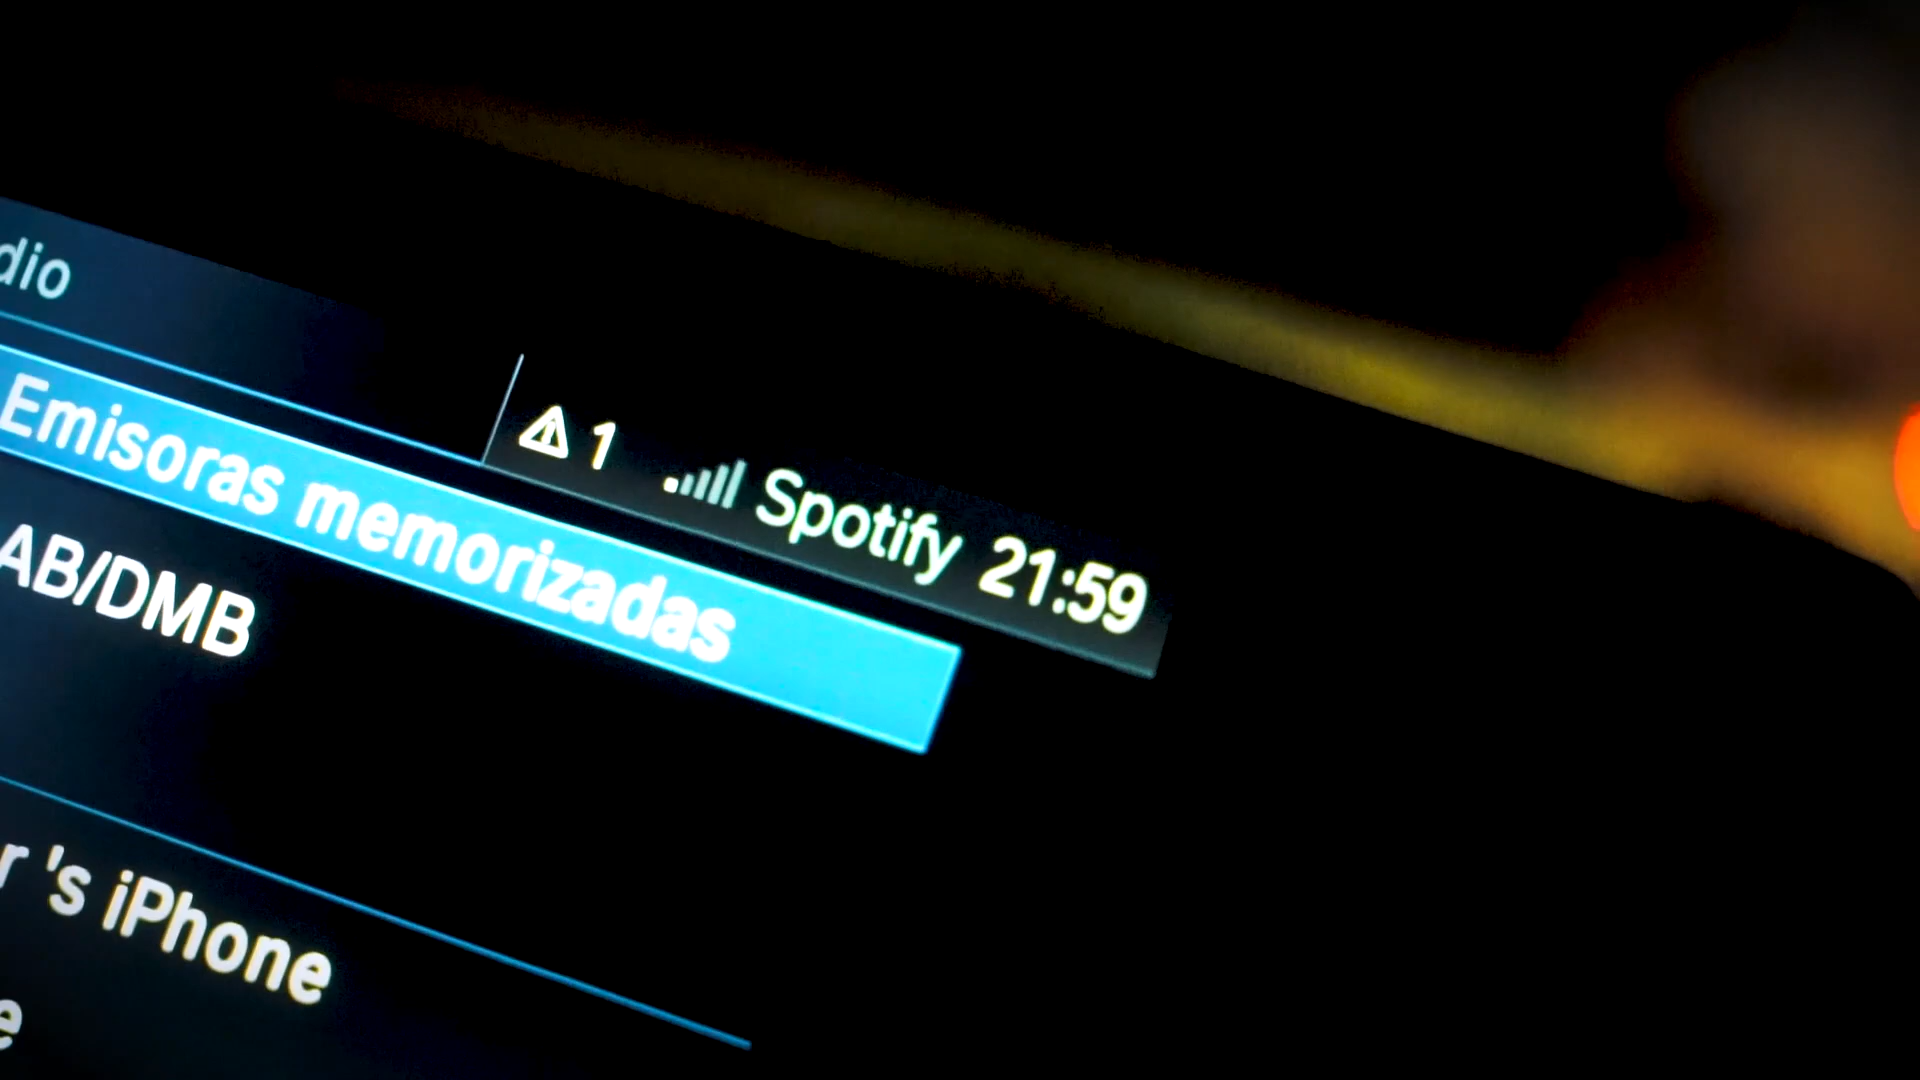 dio
1 Spotify 21:59
Emisoras memorizadas
AB/DMB
r 's iPhone
e